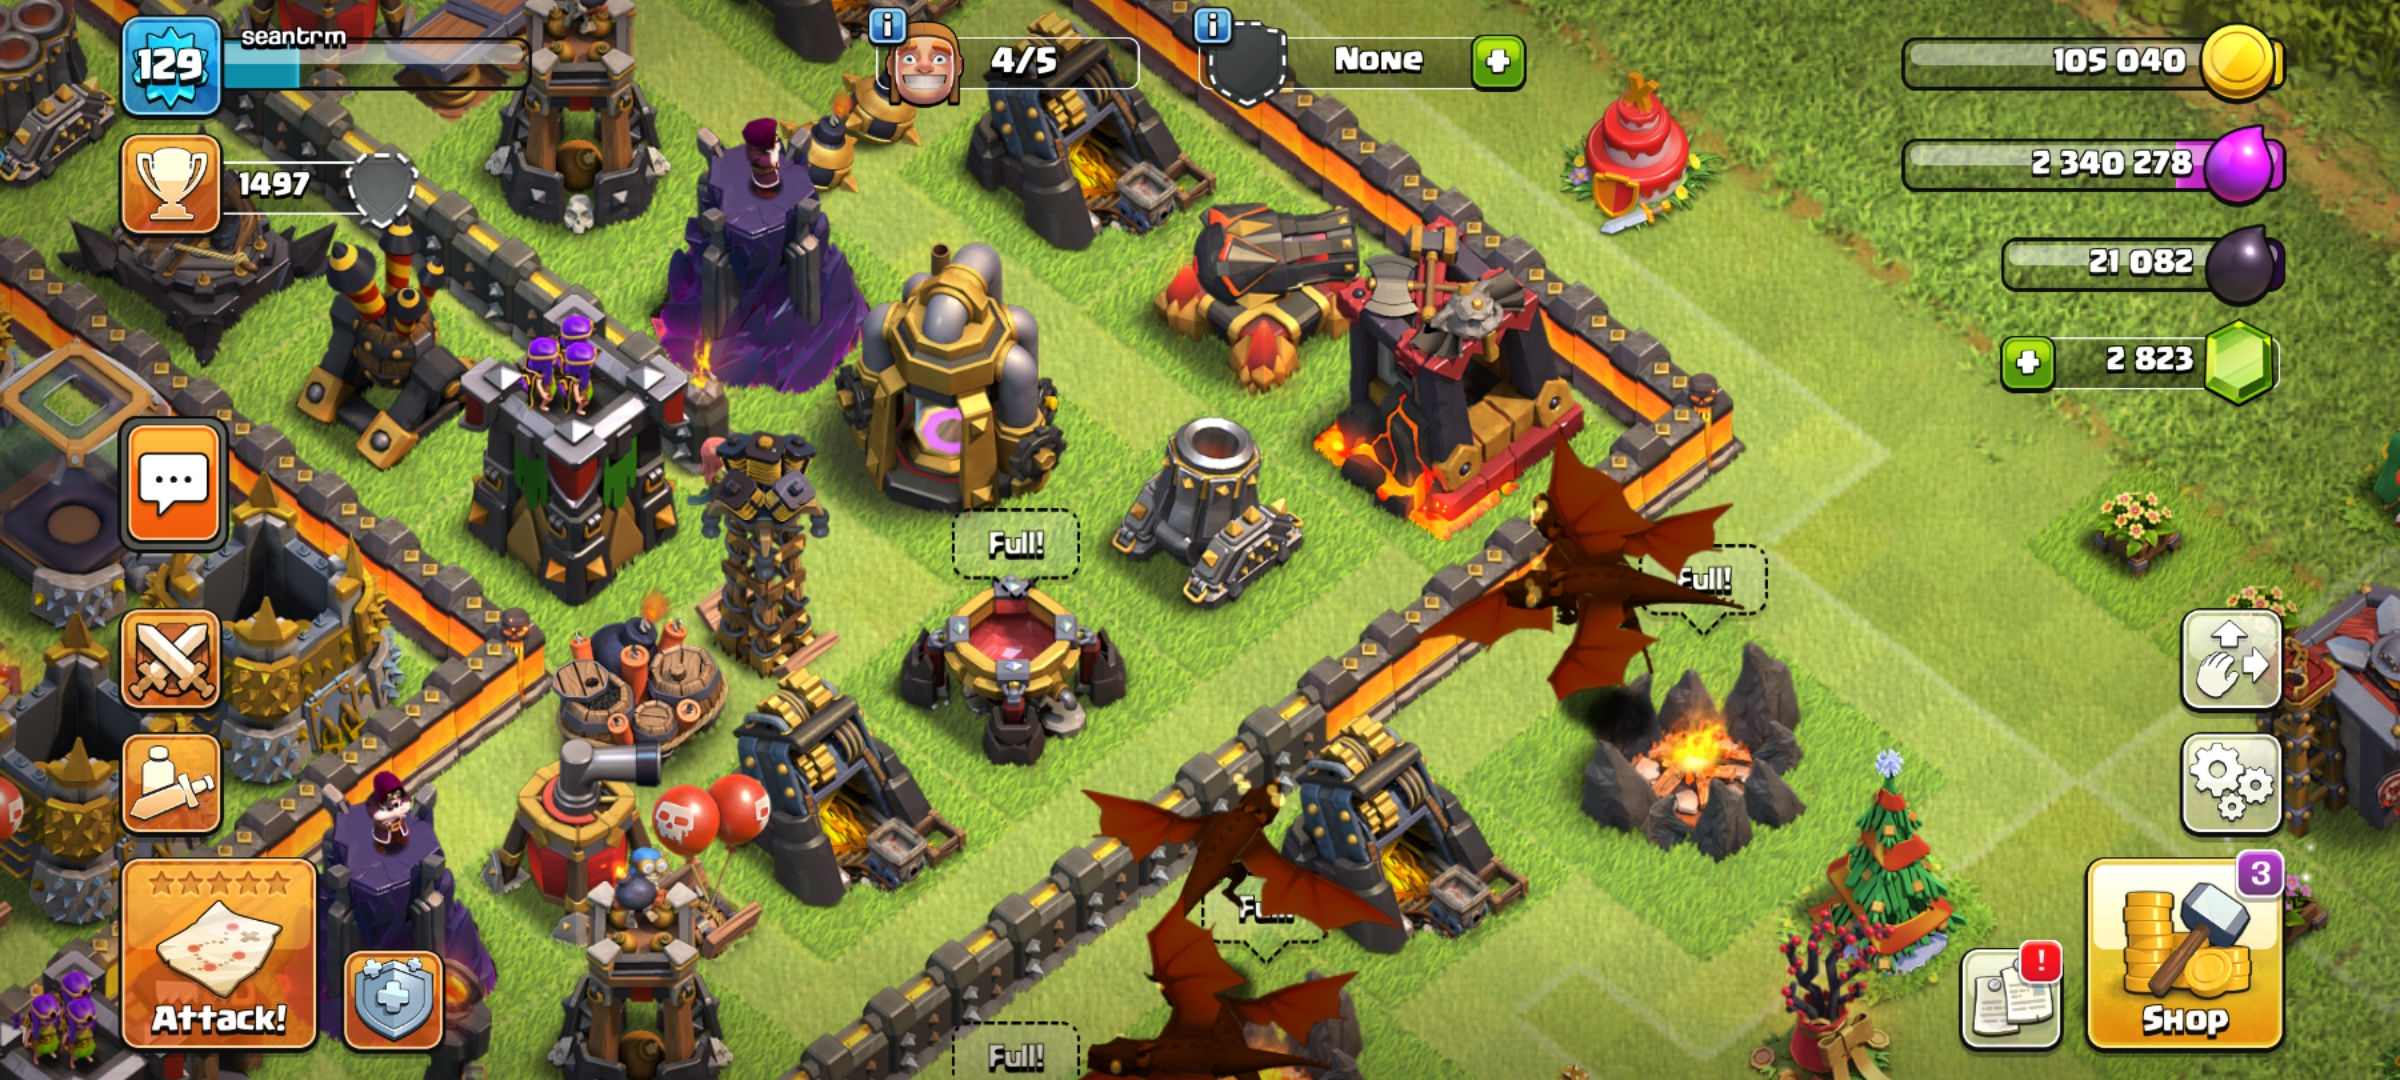 129
seantrm
i
4/5
i
None
105 040
1497
2 340 278
21 082
2 823
Full!
Full!
Full!
Attack!
3
!
Shop
Full!